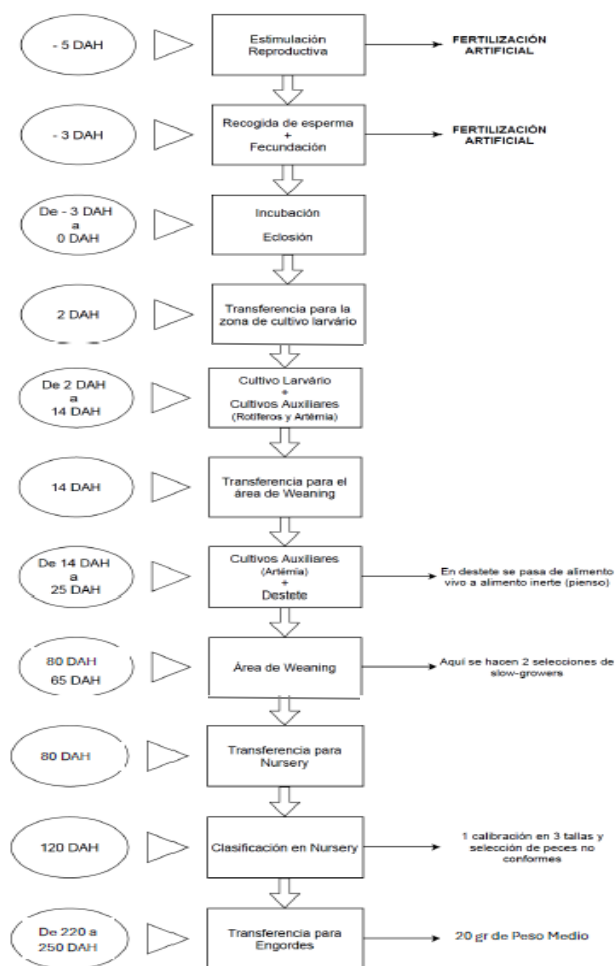 - 5 DAH
Estimulación
Reproductiva
FERTILIZACIÓN
ARTIFICIAL
- 3 DAH
Recogida de esperma
+
Fecundación
FERTILIZACIÓN
ARTIFICIAL
De - 3 DAH
a
0 DAH
Incubación
Eclosión
2 DAH
Transferencia para la
zona de cultivo larvário
De 2 DAH
a
14 DAH
Cultivo Larvário
+
Cultivos Auxiliares
(Rotíferos y Artémia)
14 DAH
Transferencia para el
área de Weaning
De 14 DAH
a
25 DAH
Cultivos Auxiliares
(Artémia)
+
Destete
En destete se pasa de alimento
vivo a alimento inerte (pienso)
80 DAH
65 DAH
Área de Weaning
Aquí se hacen 2 selecciones de
slow-growers
80 DAH
Transferencia para
Nursery
120 DAH
Clasificación en Nursery
1 calibración en 3 tallas y
selección de peces no
conformes
De 220 a
250 DAH
Transferencia para
Engordes
20 gr de Peso Medio